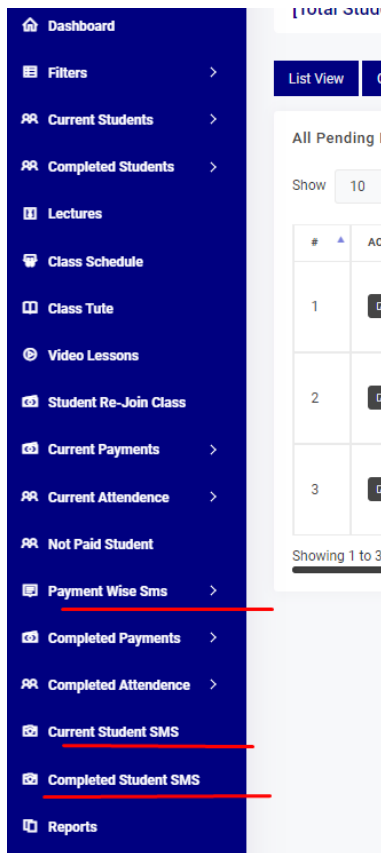 [Total Stude
Dashboard
Filters
List View
Current Students
All Pending
Completed Students
Show 10
Lectures
# AC
Class Schedule
1
Class Tute
Video Lessons
2
Student Re-Join Class
Current Payments
3
Current Attendence
Not Paid Student
Showing 1 to 3
Payment Wise Sms
Completed Payments
Completed Attendence
Current Student SMS
Completed Student SMS
Reports